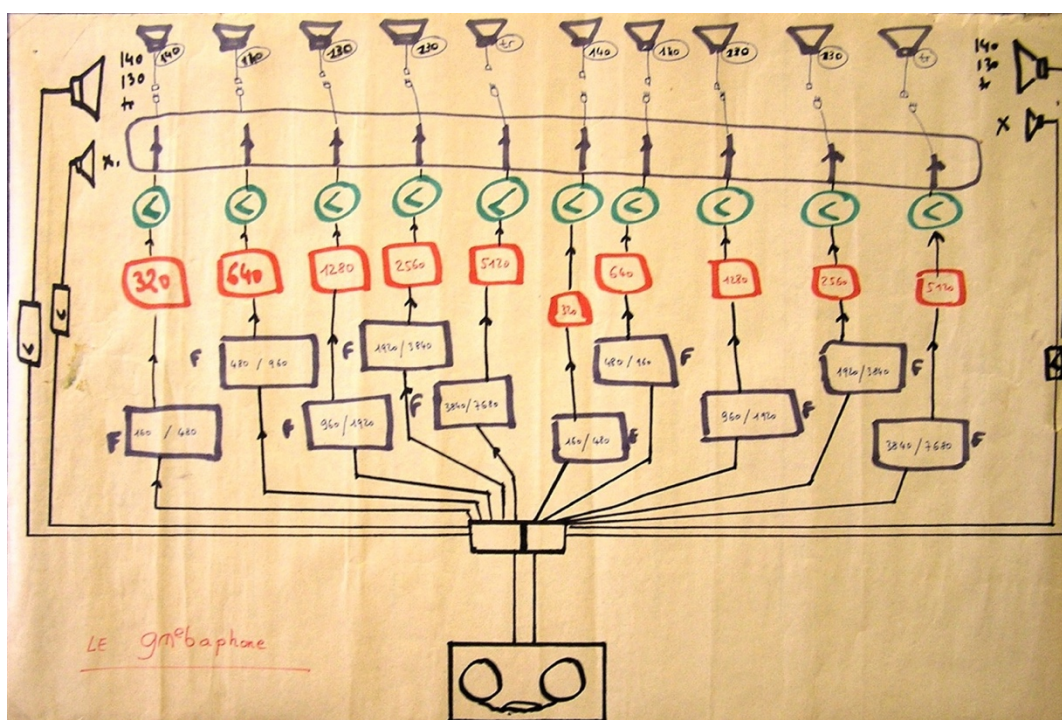 140 130 130 230 tr 140 130 230 230 tr
140
130
tr
X.
140
130
tr
X
< < < < < < < < < <
320 640 1280 2560 5120 320 640 1280 2560 5120
F 160 / 480
480 / 960 F
F 960 / 1920
1920 / 3840 F
3840 / 7680
160 / 480 F
480 / 960 F
960 / 1920 F
1920 / 3840 F
3840 / 7680 F
LE gmebaphone